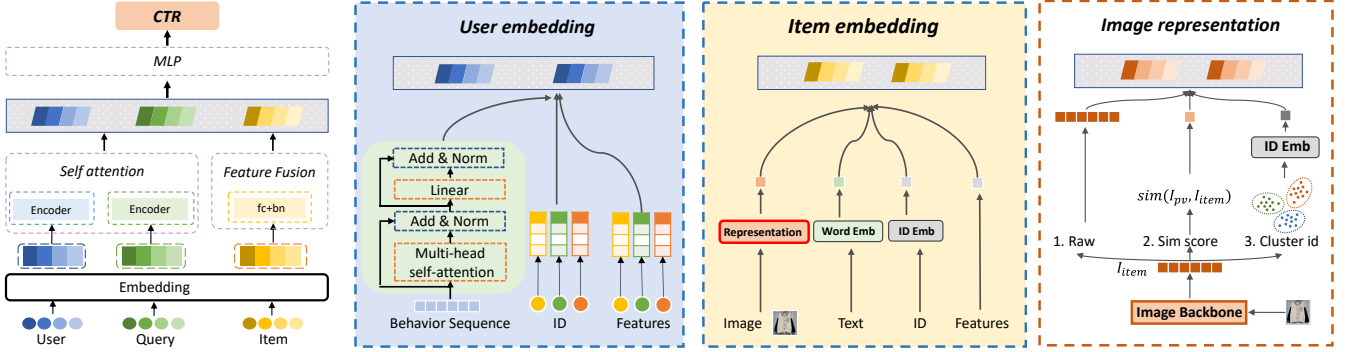 CTR
MLP
Self attention
Feature Fusion
Encoder
Encoder
fc+bn
Embedding
User
Query
Item
User embedding
Add & Norm
Linear
Add & Norm
Multi-head
self-attention
Behavior Sequence
ID
Features
Item embedding
Representation
Word Emb
ID Emb
Image
Text
ID
Features
Image representation
ID Emb
sim(I_pv, I_item)
1. Raw
2. Sim score
3. Cluster id
I_item
Image Backbone